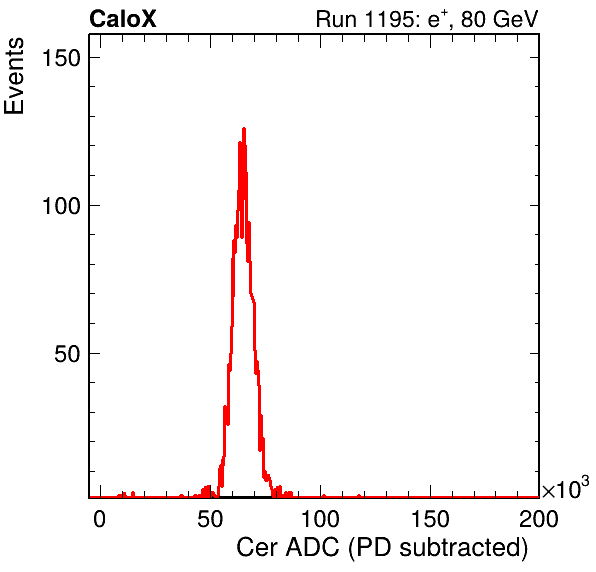 CaloX Run 1195: e⁺, 80 GeV
Events
150
100
50
0 50 100 150 200 ×10³
Cer ADC (PD subtracted)